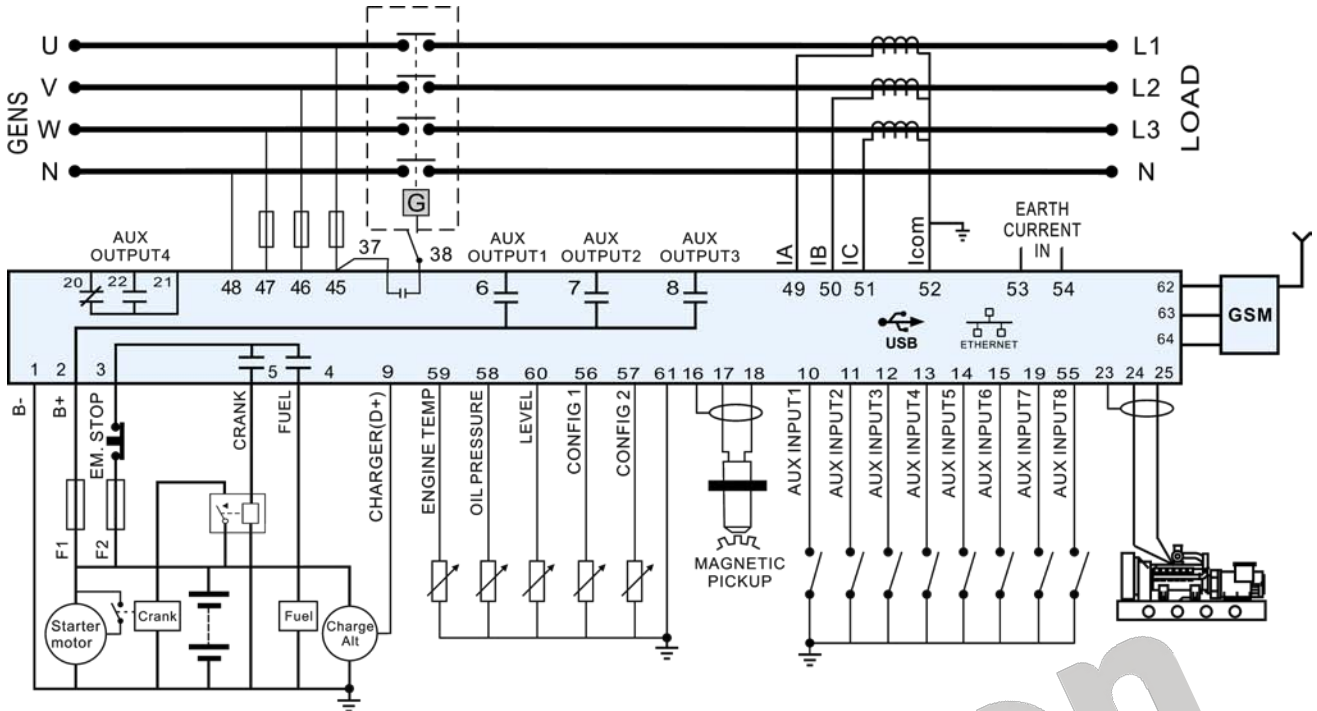 U
L1
V
L2
GENS
W
L3
LOAD
N
N
G
AUX
OUTPUT4
37
38
AUX
OUTPUT1
AUX
OUTPUT2
AUX
OUTPUT3
IA
IB
IC
Icom
EARTH
CURRENT
IN
20
22
21
48
47
46
45
6
7
8
49
50
51
52
53
54
62
63
64
GSM
USB
ETHERNET
1
2
3
5
4
9
59
58
60
56
57
61
16
17
18
10
11
12
13
14
15
19
55
23
24
25
B-
B+
EM. STOP
CRANK
FUEL
CHARGER(D+)
ENGINE TEMP
OIL PRESSURE
LEVEL
CONFIG 1
CONFIG 2
AUX INPUT1
AUX INPUT2
AUX INPUT3
AUX INPUT4
AUX INPUT5
AUX INPUT6
AUX INPUT7
AUX INPUT8
F1
F2
MAGNETIC
PICKUP
Starter
motor
Crank
Fuel
Charge
Alt